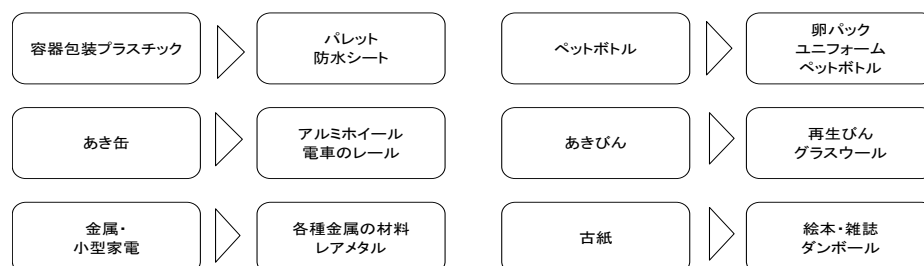 容器包装プラスチック
パレット
防水シート
ペットボトル
卵パック
ユニフォーム
ペットボトル
あき缶
アルミホイール
電車のレール
あきびん
再生びん
グラスウール
金属・
小型家電
各種金属の材料
レアメタル
古紙
絵本・雑誌
ダンボール